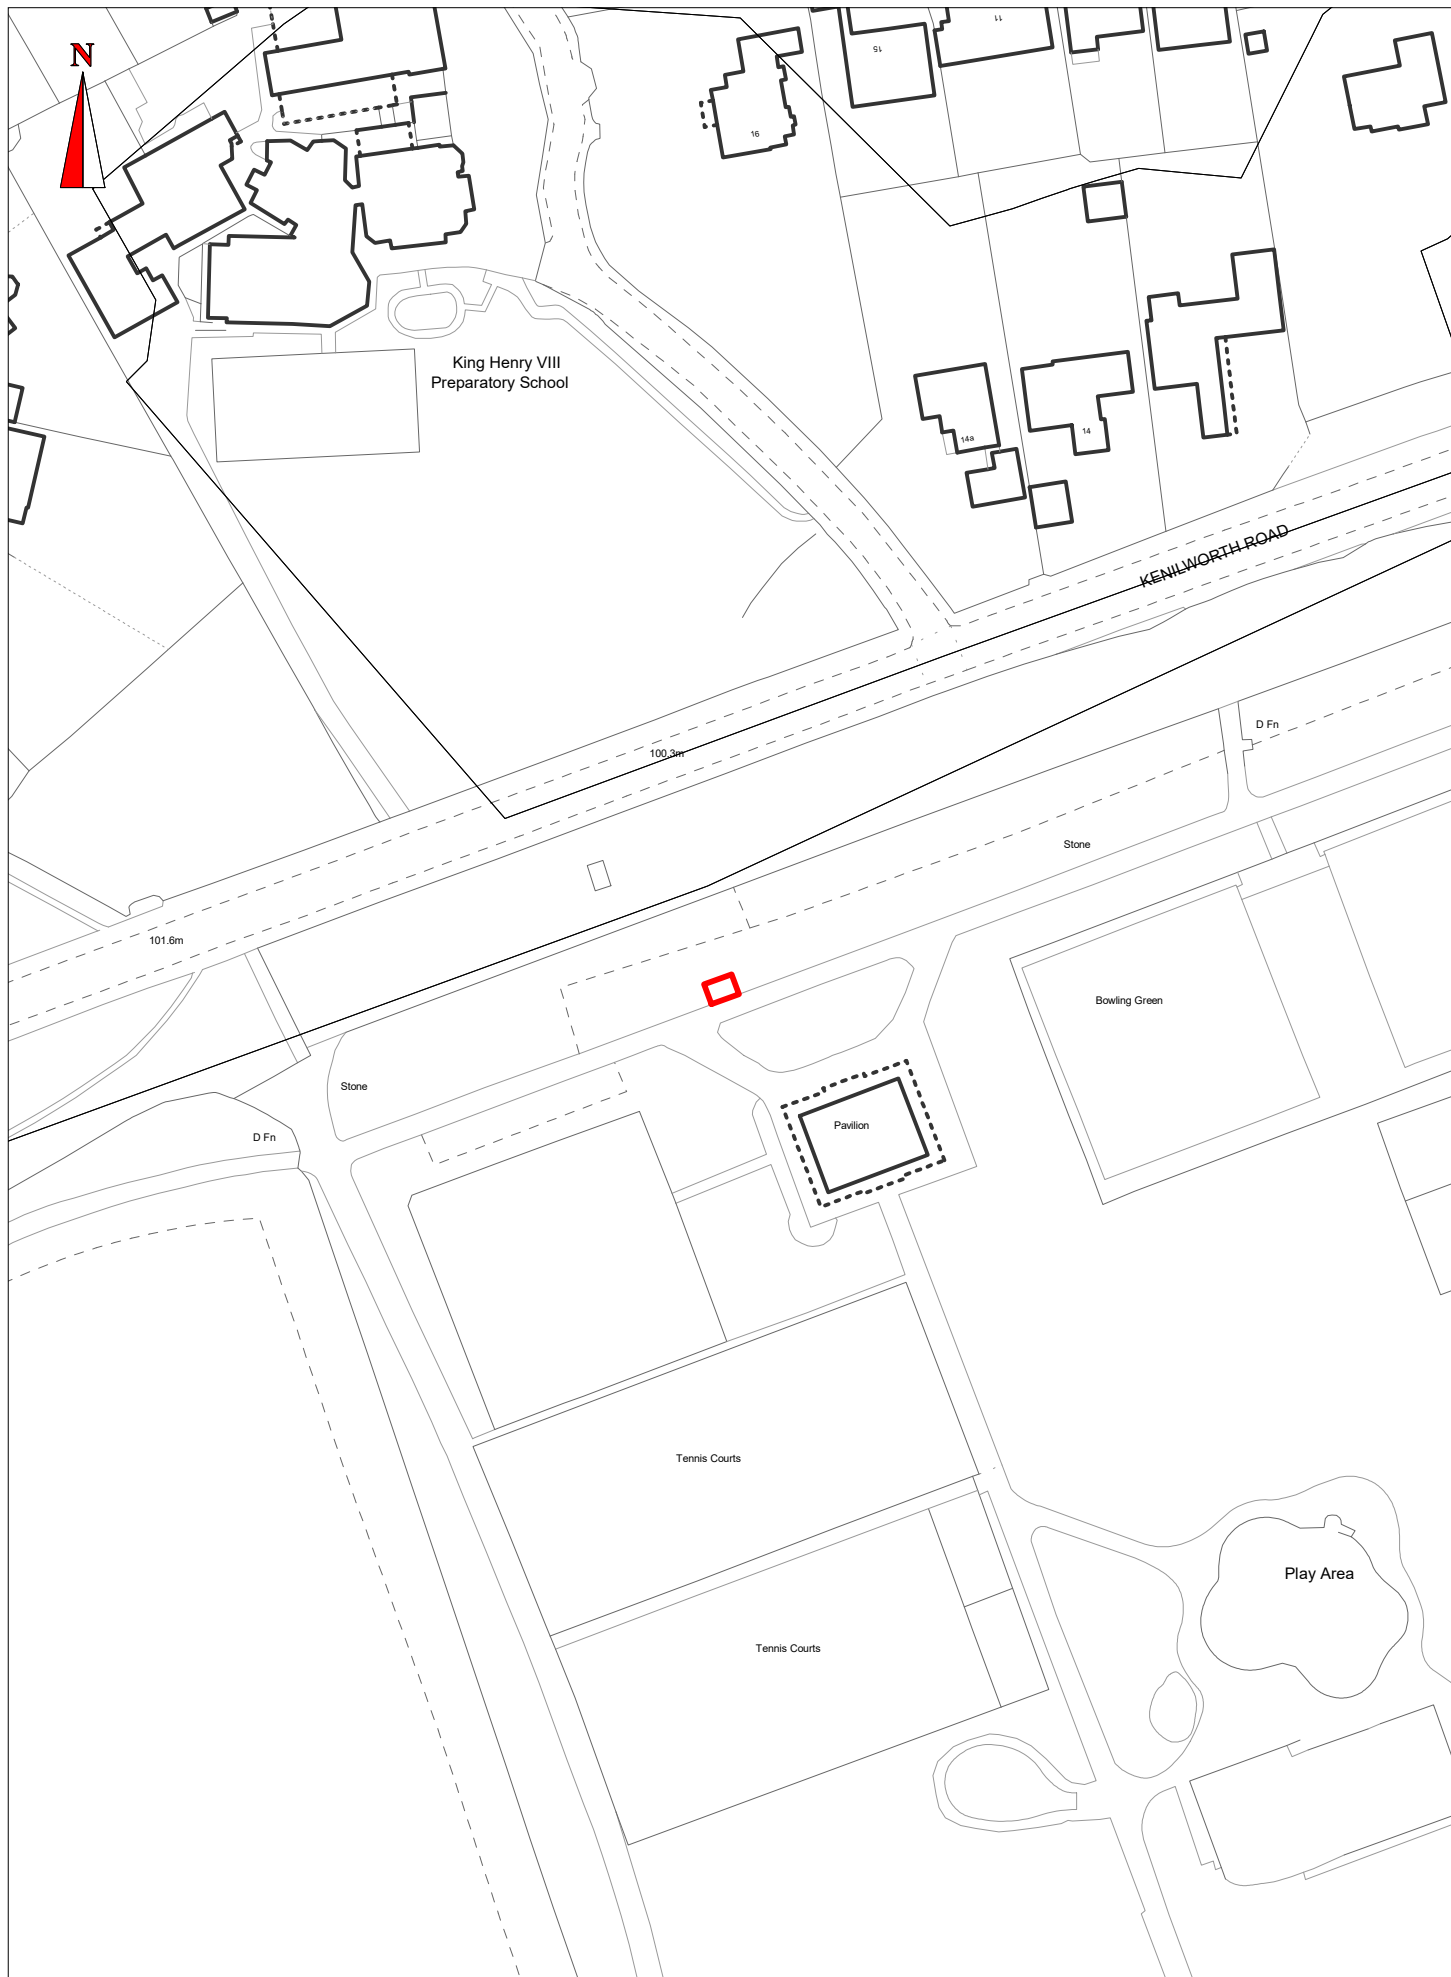 N
11
15
16
King Henry VIII
Preparatory School
14a
14
KENILWORTH ROAD
D Fn
100.3m
Stone
101.6m
Bowling Green
Stone
Pavilion
D Fn
Tennis Courts
Play Area
Tennis Courts